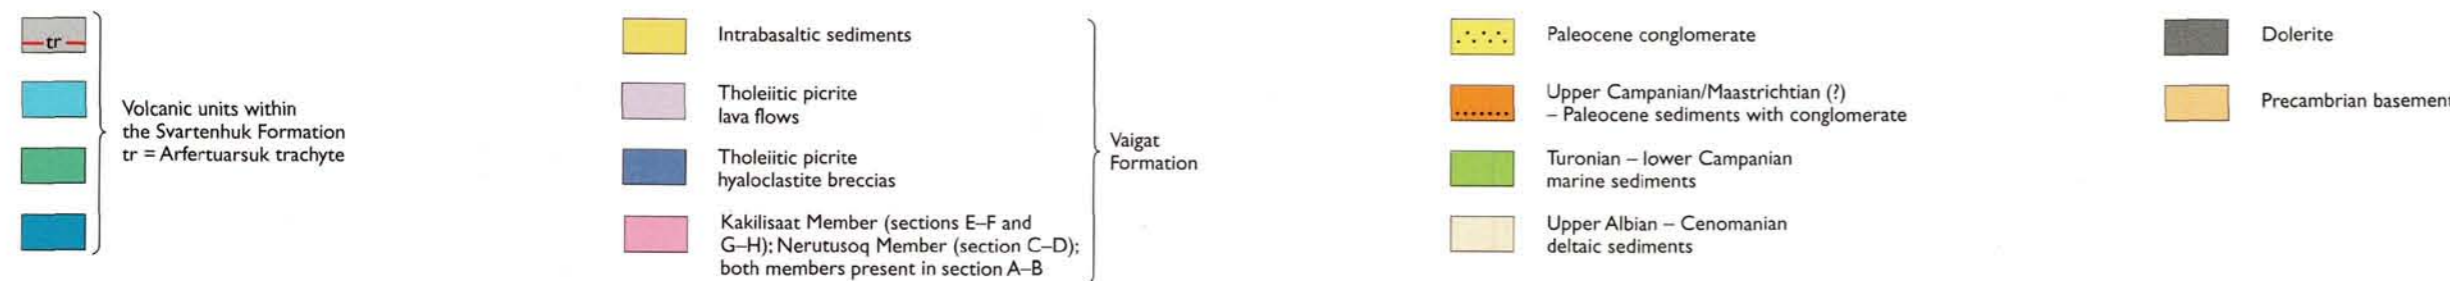 tr
Volcanic units within
the Svartenhuk Formation
tr = Arfertuarsuk trachyte
Intrabasaltic sediments
Tholeiitic picrite
lava flows
Tholeiitic picrite
hyaloclastite breccias
Kakilisaat Member (sections E–F and
G–H); Nerutusoq Member (section C–D);
both members present in section A–B
Vaigat
Formation
Paleocene conglomerate
Upper Campanian/Maastrichtian (?)
– Paleocene sediments with conglomerate
Turonian – lower Campanian
marine sediments
Upper Albian – Cenomanian
deltaic sediments
Dolerite
Precambrian basement